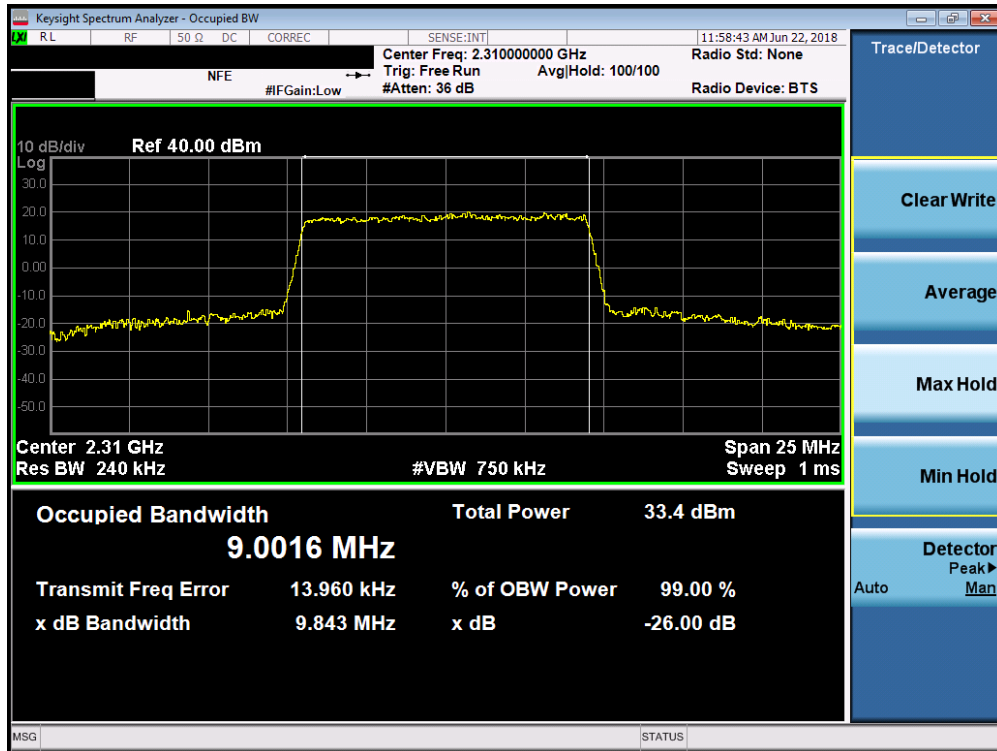 Keysight Spectrum Analyzer - Occupied BW
LXI RL RF 50 Ω DC CORREC SENSE:INT 11:58:43 AM Jun 22, 2018
Center Freq: 2.310000000 GHz Radio Std: None
NFE Trig: Free Run Avg|Hold: 100/100
#IFGain:Low #Atten: 36 dB Radio Device: BTS
10 dB/div Ref 40.00 dBm
Log
30.0
20.0
10.0
0.00
-10.0
-20.0
-30.0
-40.0
-50.0
Center 2.31 GHz Span 25 MHz
Res BW 240 kHz #VBW 750 kHz Sweep 1 ms
Occupied Bandwidth Total Power 33.4 dBm
9.0016 MHz
Transmit Freq Error 13.960 kHz % of OBW Power 99.00 %
x dB Bandwidth 9.843 MHz x dB -26.00 dB
MSG STATUS
Trace/Detector
Clear Write
Average
Max Hold
Min Hold
Detector
Peak▶
Auto Man